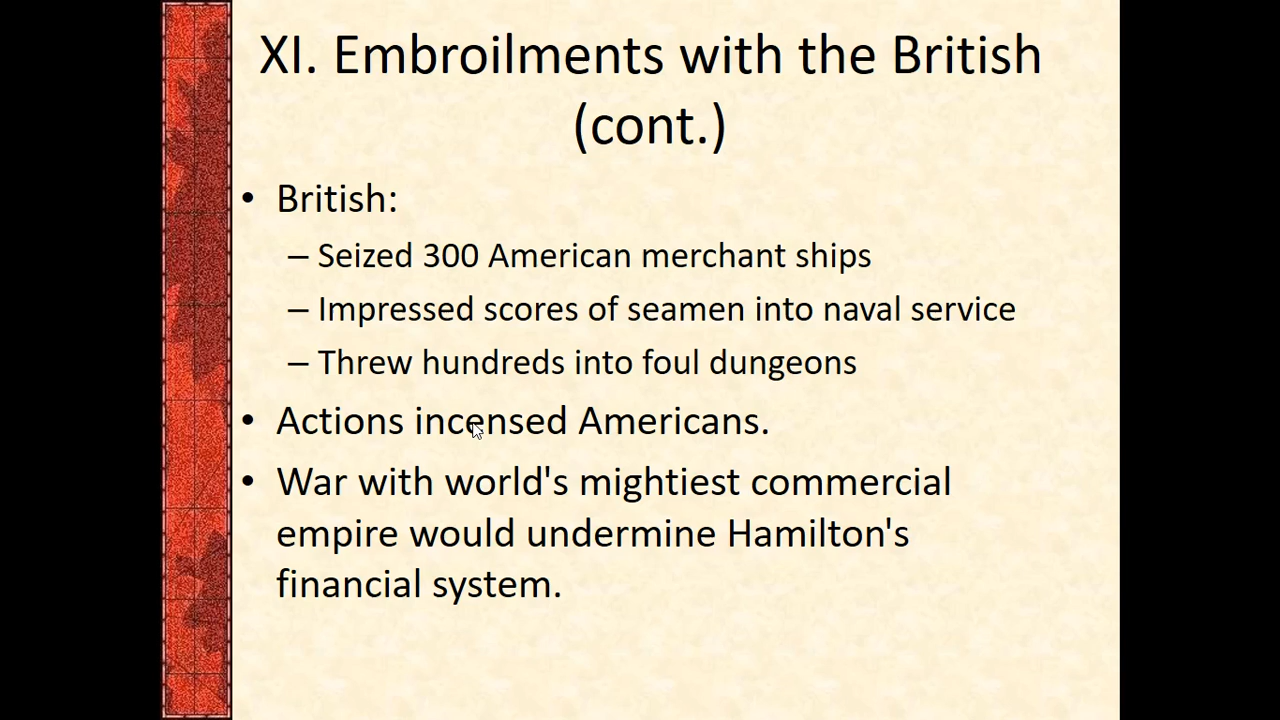 XI. Embroilments with the British
(cont.)
• British:
– Seized 300 American merchant ships
– Impressed scores of seamen into naval service
– Threw hundreds into foul dungeons
• Actions incensed Americans.
• War with world's mightiest commercial
empire would undermine Hamilton's
financial system.